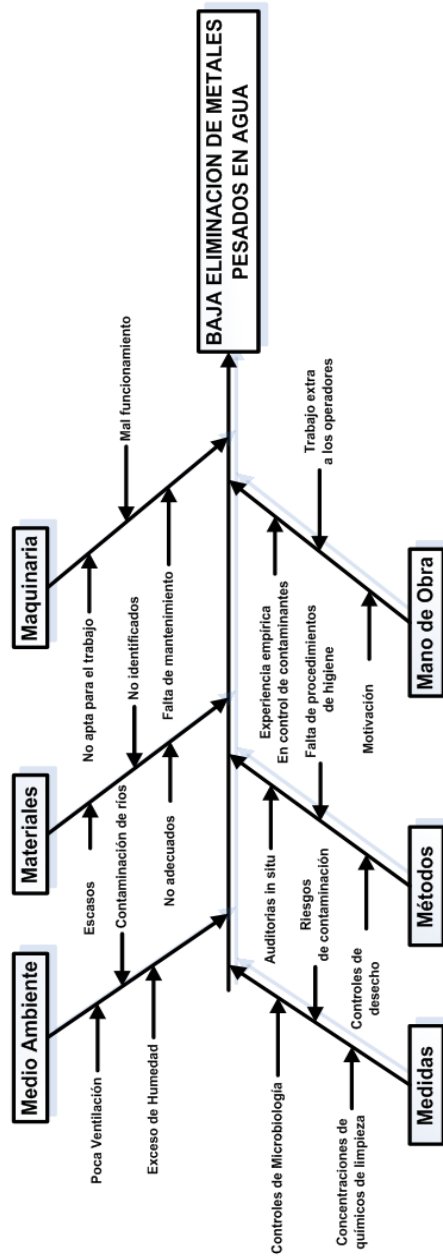 Medio Ambiente
Poca Ventilación
Contaminación de ríos
Exceso de Humedad
Materiales
Escasos
No identificados
No adecuados
Maquinaria
No apta para el trabajo
Mal funcionamiento
Falta de mantenimiento
BAJA ELIMINACION DE METALES
PESADOS EN AGUA
Controles de Microbiología
Riesgos
de contaminación
Concentraciones de
químicos de limpieza
Medidas
Auditorias in situ
Falta de procedimientos
de higiene
Controles de
desecho
Métodos
Experiencia empírica
En control de contaminantes
Trabajo extra
a los operadores
Motivación
Mano de Obra